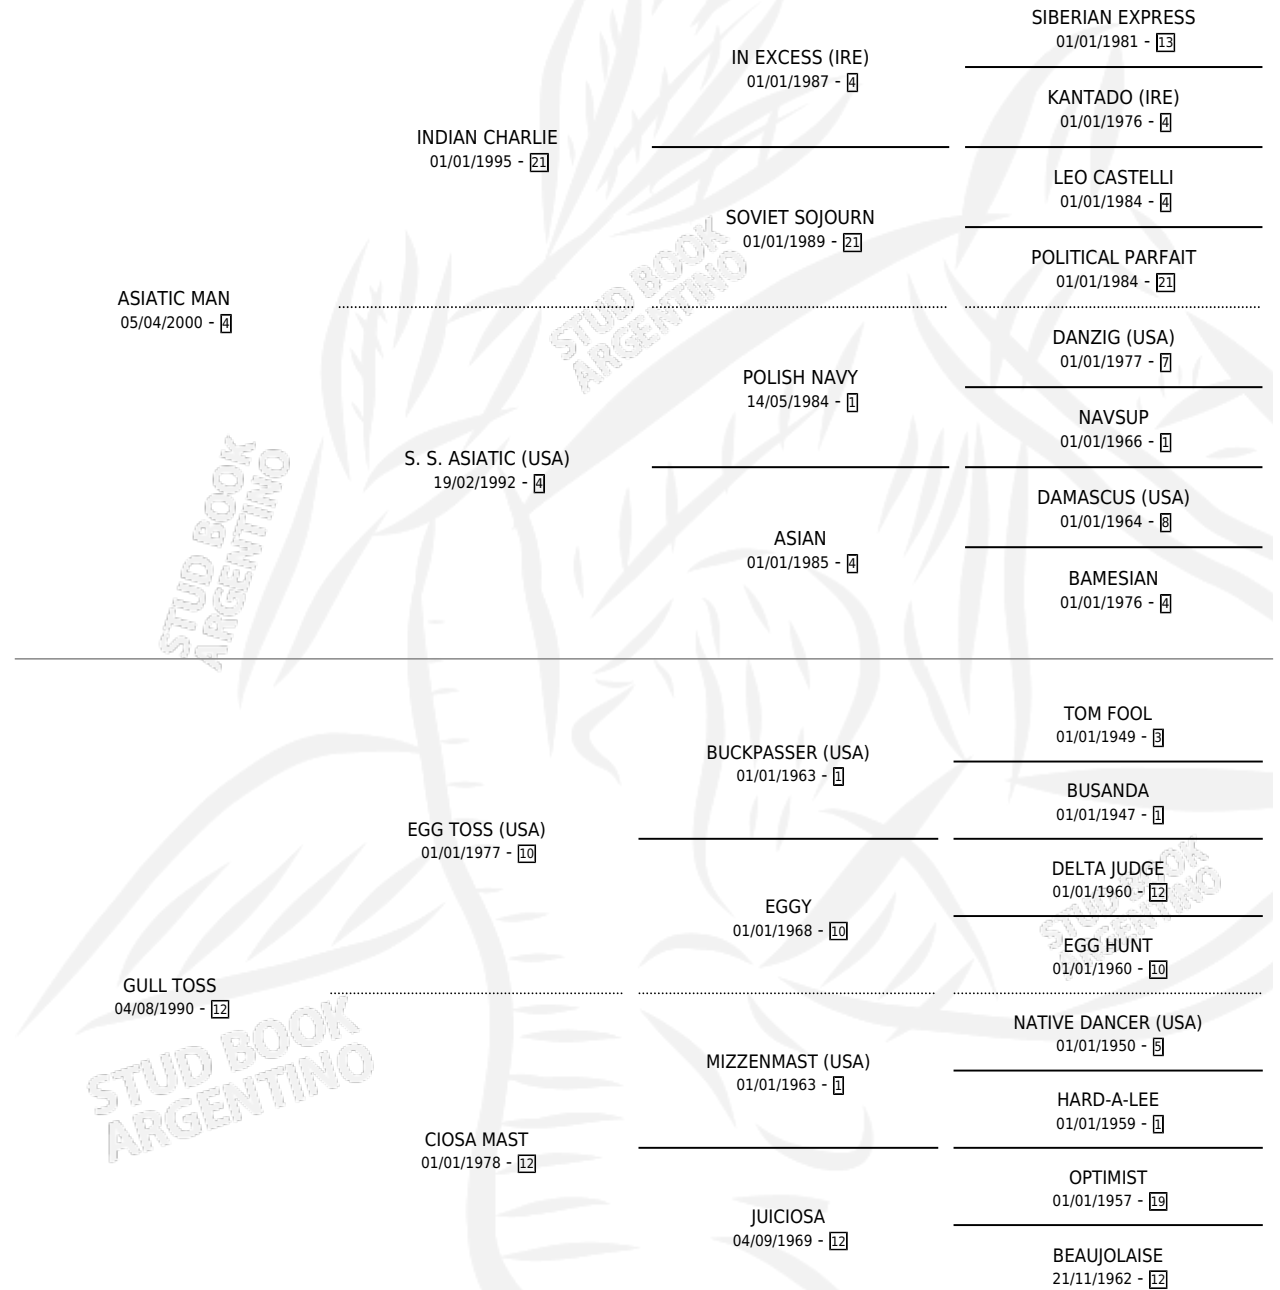 SIBERIAN EXPRESS
01/01/1981 - 13
IN EXCESS (IRE)
01/01/1987 - 4
KANTADO (IRE)
01/01/1976 - 4
INDIAN CHARLIE
01/01/1995 - 21
LEO CASTELLI
01/01/1984 - 4
SOVIET SOJOURN
01/01/1989 - 21
POLITICAL PARFAIT
01/01/1984 - 21
ASIATIC MAN
05/04/2000 - 4
DANZIG (USA)
01/01/1977 - 7
POLISH NAVY
14/05/1984 - 1
NAVSUP
01/01/1966 - 1
S. S. ASIATIC (USA)
19/02/1992 - 4
DAMASCUS (USA)
01/01/1964 - 8
ASIAN
01/01/1985 - 4
BAMESIAN
01/01/1976 - 4
TOM FOOL
01/01/1949 - 3
BUCKPASSER (USA)
01/01/1963 - 1
BUSANDA
01/01/1947 - 1
EGG TOSS (USA)
01/01/1977 - 10
DELTA JUDGE
01/01/1960 - 12
EGGY
01/01/1968 - 10
EGG HUNT
01/01/1960 - 10
GULL TOSS
04/08/1990 - 12
NATIVE DANCER (USA)
01/01/1950 - 5
MIZZENMAST (USA)
01/01/1963 - 1
HARD-A-LEE
01/01/1959 - 1
CIOSA MAST
01/01/1978 - 12
OPTIMIST
01/01/1957 - 19
JUICIOSA
04/09/1969 - 12
BEAUJOLAISE
21/11/1962 - 12
STUD BOOK
ARGENTINO
STUD BOOK
ARGENTINO
STUD BOOK
ARGENTINO
STUD BOOK
ARGENTINO